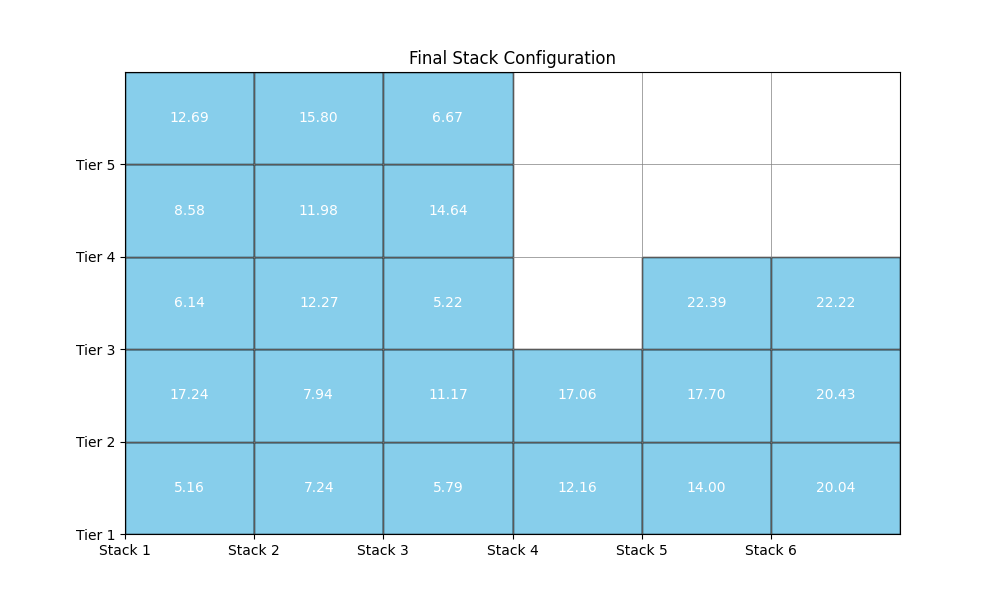 Final Stack Configuration
12.69 15.80 6.67
Tier 5
8.58 11.98 14.64
Tier 4
6.14 12.27 5.22 22.39 22.22
Tier 3
17.24 7.94 11.17 17.06 17.70 20.43
Tier 2
5.16 7.24 5.79 12.16 14.00 20.04
Tier 1
Stack 1 Stack 2 Stack 3 Stack 4 Stack 5 Stack 6